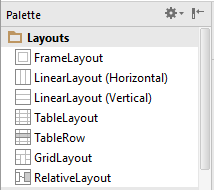 Palette
Layouts
FrameLayout
LinearLayout (Horizontal)
LinearLayout (Vertical)
TableLayout
TableRow
GridLayout
RelativeLayout